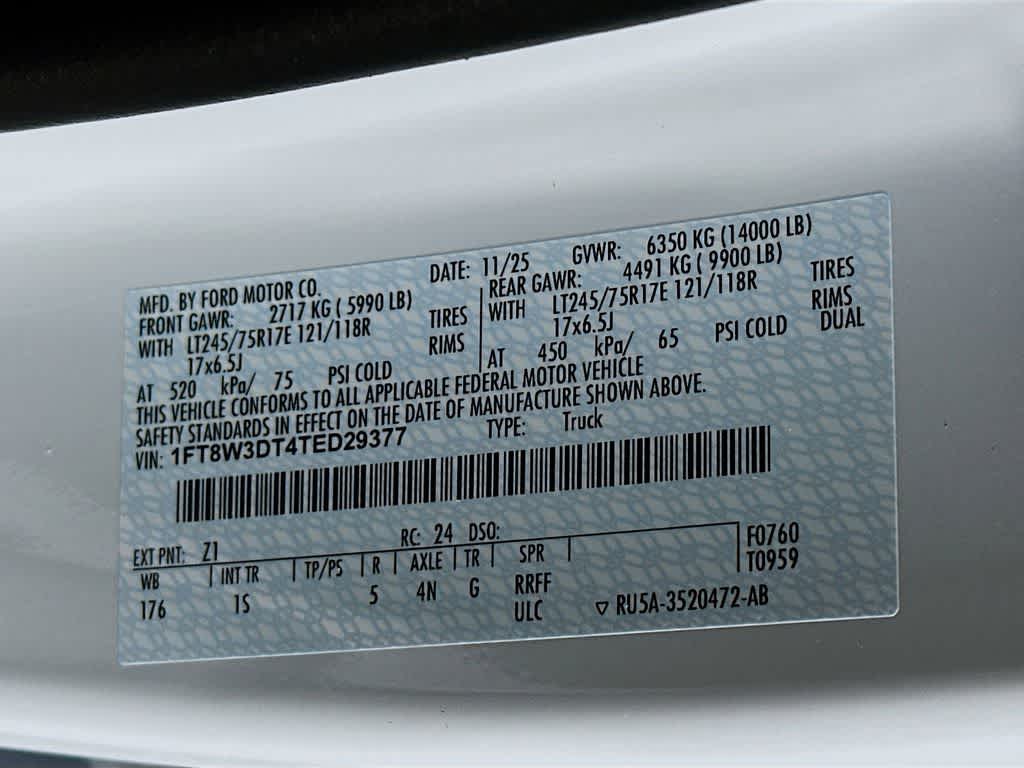 MFD. BY FORD MOTOR CO. DATE: 11/25 GVWR: 6350 KG (14000 LB)
FRONT GAWR: 2717 KG ( 5990 LB) REAR GAWR: 4491 KG ( 9900 LB)
WITH LT245/75R17E 121/118R TIRES WITH LT245/75R17E 121/118R TIRES
17x6.5J RIMS 17x6.5J RIMS
AT 520 kPa/ 75 PSI COLD AT 450 kPa/ 65 PSI COLD DUAL
THIS VEHICLE CONFORMS TO ALL APPLICABLE FEDERAL MOTOR VEHICLE
SAFETY STANDARDS IN EFFECT ON THE DATE OF MANUFACTURE SHOWN ABOVE.
VIN: 1FT8W3DT4TED29377 TYPE: Truck
EXT PNT: Z1 RC: 24 DSO: F0760
WB INT TR TP/PS R AXLE TR SPR T0959
176 1S 5 4N G RRFF
ULC ▽ RU5A-3520472-AB